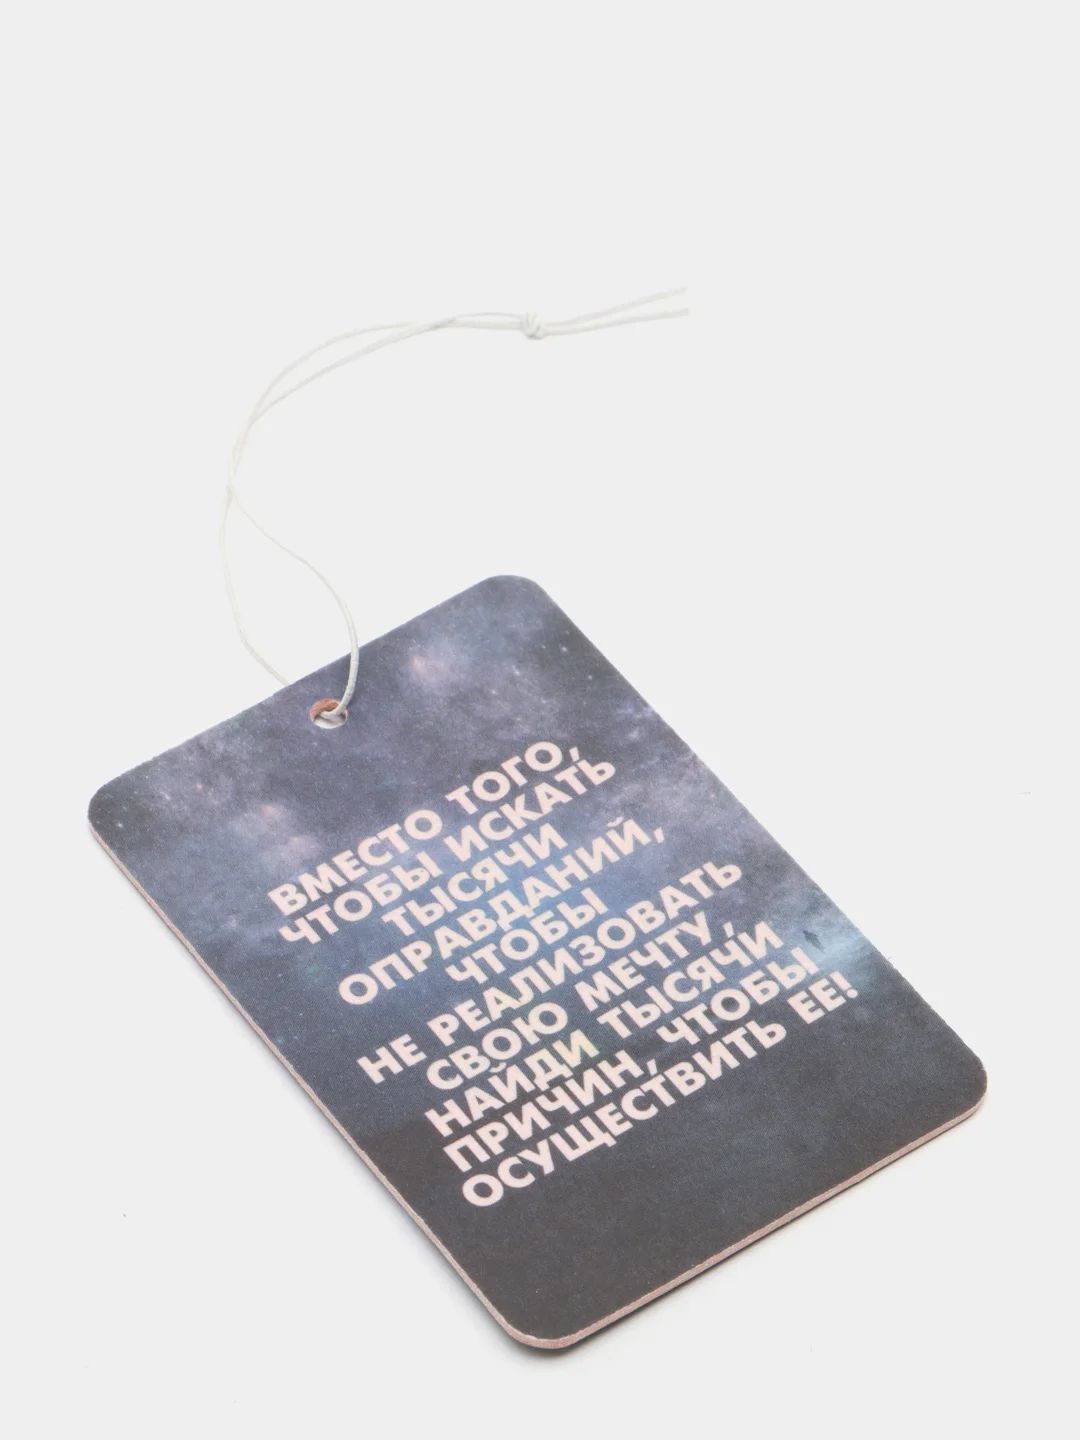 ВМЕСТО ТОГО,
ЧТОБЫ ИСКАТЬ
ТЫСЯЧИ
ОПРАВДАНИЙ,
ЧТОБЫ
НЕ РЕАЛИЗОВАТЬ
СВОЮ МЕЧТУ,
НАЙДИ ТЫСЯЧИ
ПРИЧИН, ЧТОБЫ
ОСУЩЕСТВИТЬ ЕЕ!